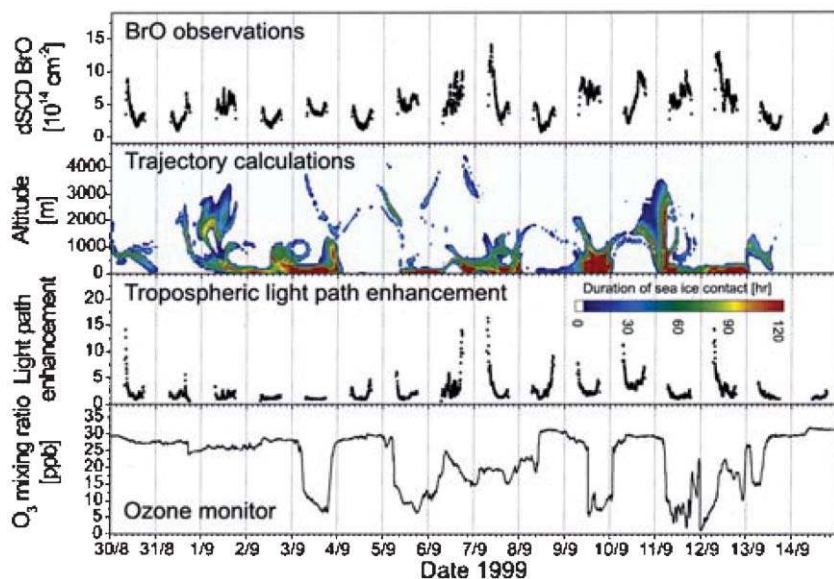 BrO observations
dSCD BrO
[10¹⁴ cm⁻²]
15
10
5
0
Trajectory calculations
Altitude
[m]
4000
3000
2000
1000
0
Tropospheric light path enhancement
Light path
enhancement
20
15
10
5
0
Duration of sea ice contact [hr]
0
30
60
90
120
O₃ mixing ratio
[ppb]
35
30
25
20
15
10
5
0
Ozone monitor
30/8 31/8 1/9 2/9 3/9 4/9 5/9 6/9 7/9 8/9 9/9 10/9 11/9 12/9 13/9
Date 1999